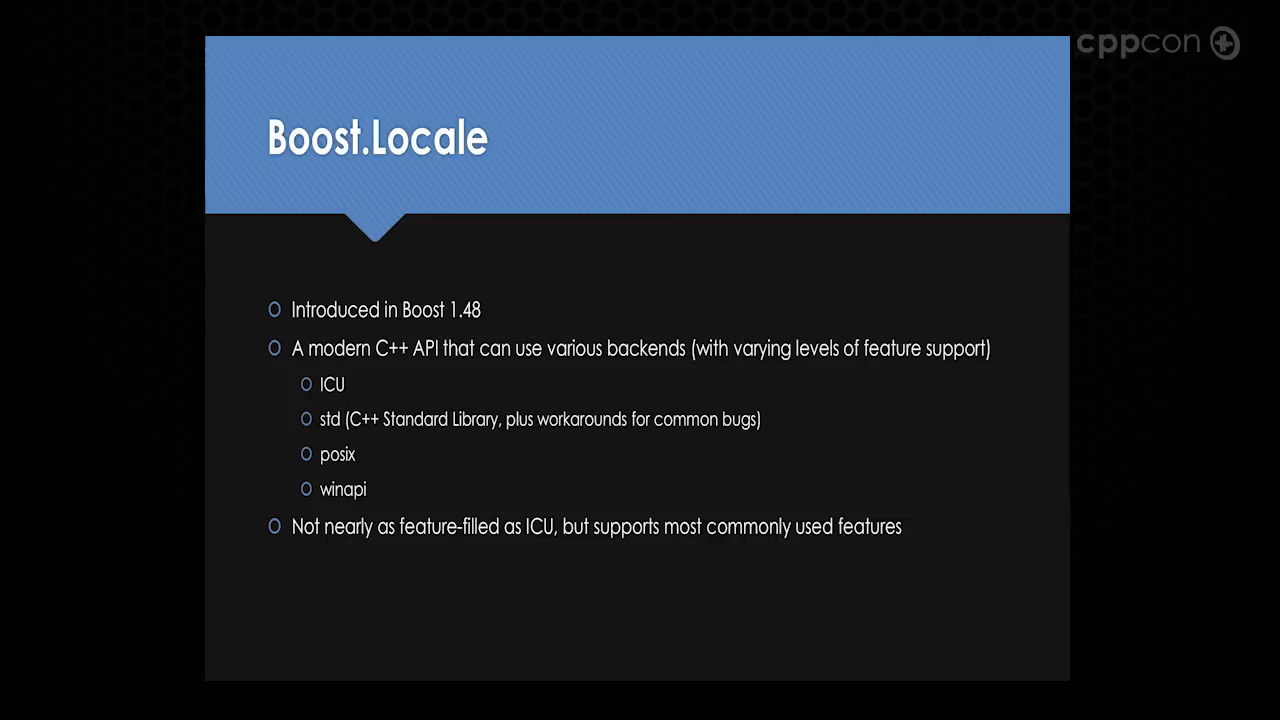 cppcon
Boost.Locale
Introduced in Boost 1.48
A modern C++ API that can use various backends (with varying levels of feature support)
ICU
std (C++ Standard Library, plus workarounds for common bugs)
posix
winapi
Not nearly as feature-filled as ICU, but supports most commonly used features